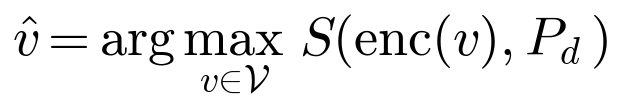 v̂ = arg max_{v∈𝒱} S(enc(v), P_d)